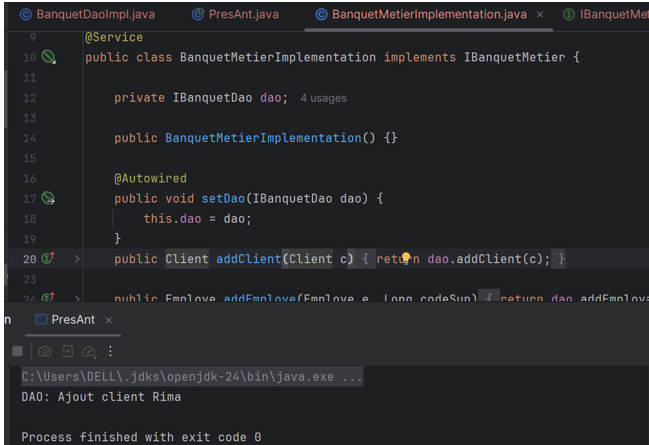 BanquetDaoImpl.java PresAnt.java BanquetMetierImplementation.java × IBanquetMet
9 @Service
10 public class BanquetMetierImplementation implements IBanquetMetier {
11
12 private IBanquetDao dao; 4 usages
13
14 public BanquetMetierImplementation() {}
15
16 @Autowired
17 public void setDao(IBanquetDao dao) {
18 this.dao = dao;
19 }
20 public Client addClient(Client c) { return dao.addClient(c); }
23
24 public Employe addEmploye(Employe e, Long codeSup) { return dao.addEmploy
n PresAnt ×
C:\Users\DELL\.jdks\openjdk-24\bin\java.exe ...
DAO: Ajout client Rima
Process finished with exit code 0